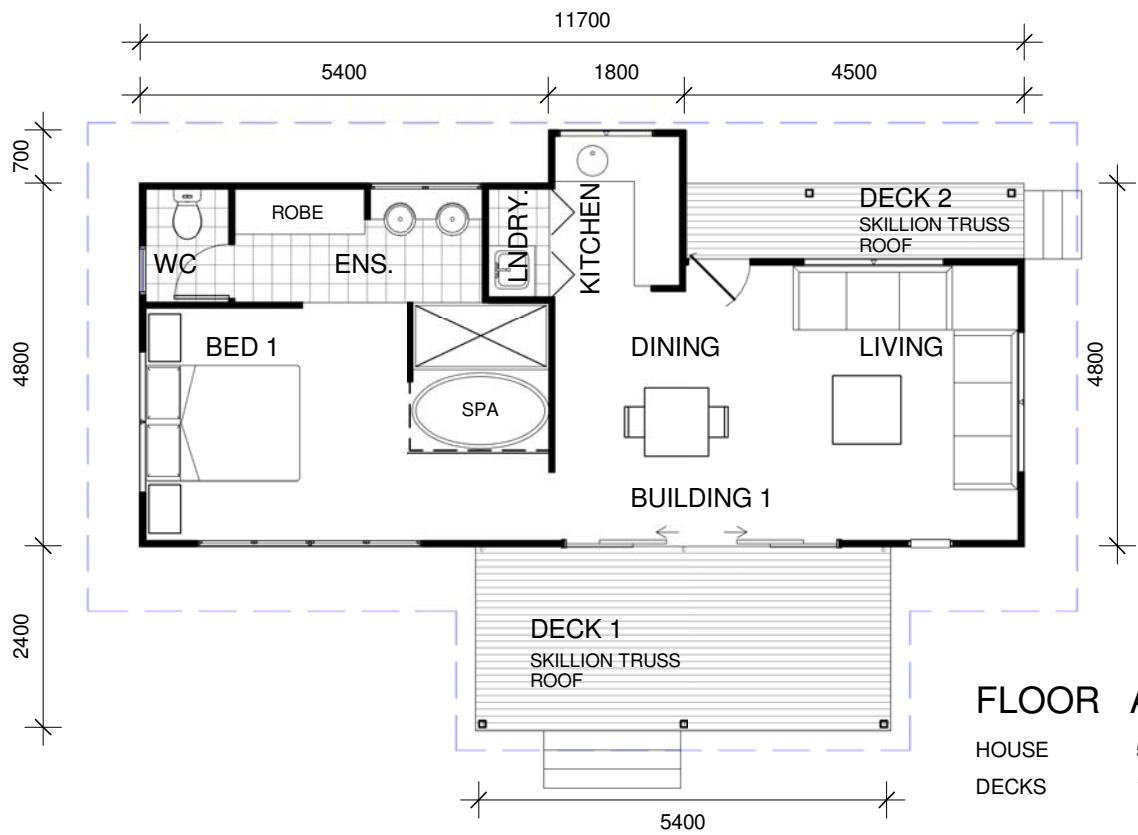 11700
5400 1800 4500
700
4800
2400
4800
ROBE
WC
ENS.
LNDRY.
KITCHEN
DECK 2
SKILLION TRUSS
ROOF
BED 1
SPA
DINING
LIVING
BUILDING 1
DECK 1
SKILLION TRUSS
ROOF
5400
FLOOR
HOUSE
DECKS